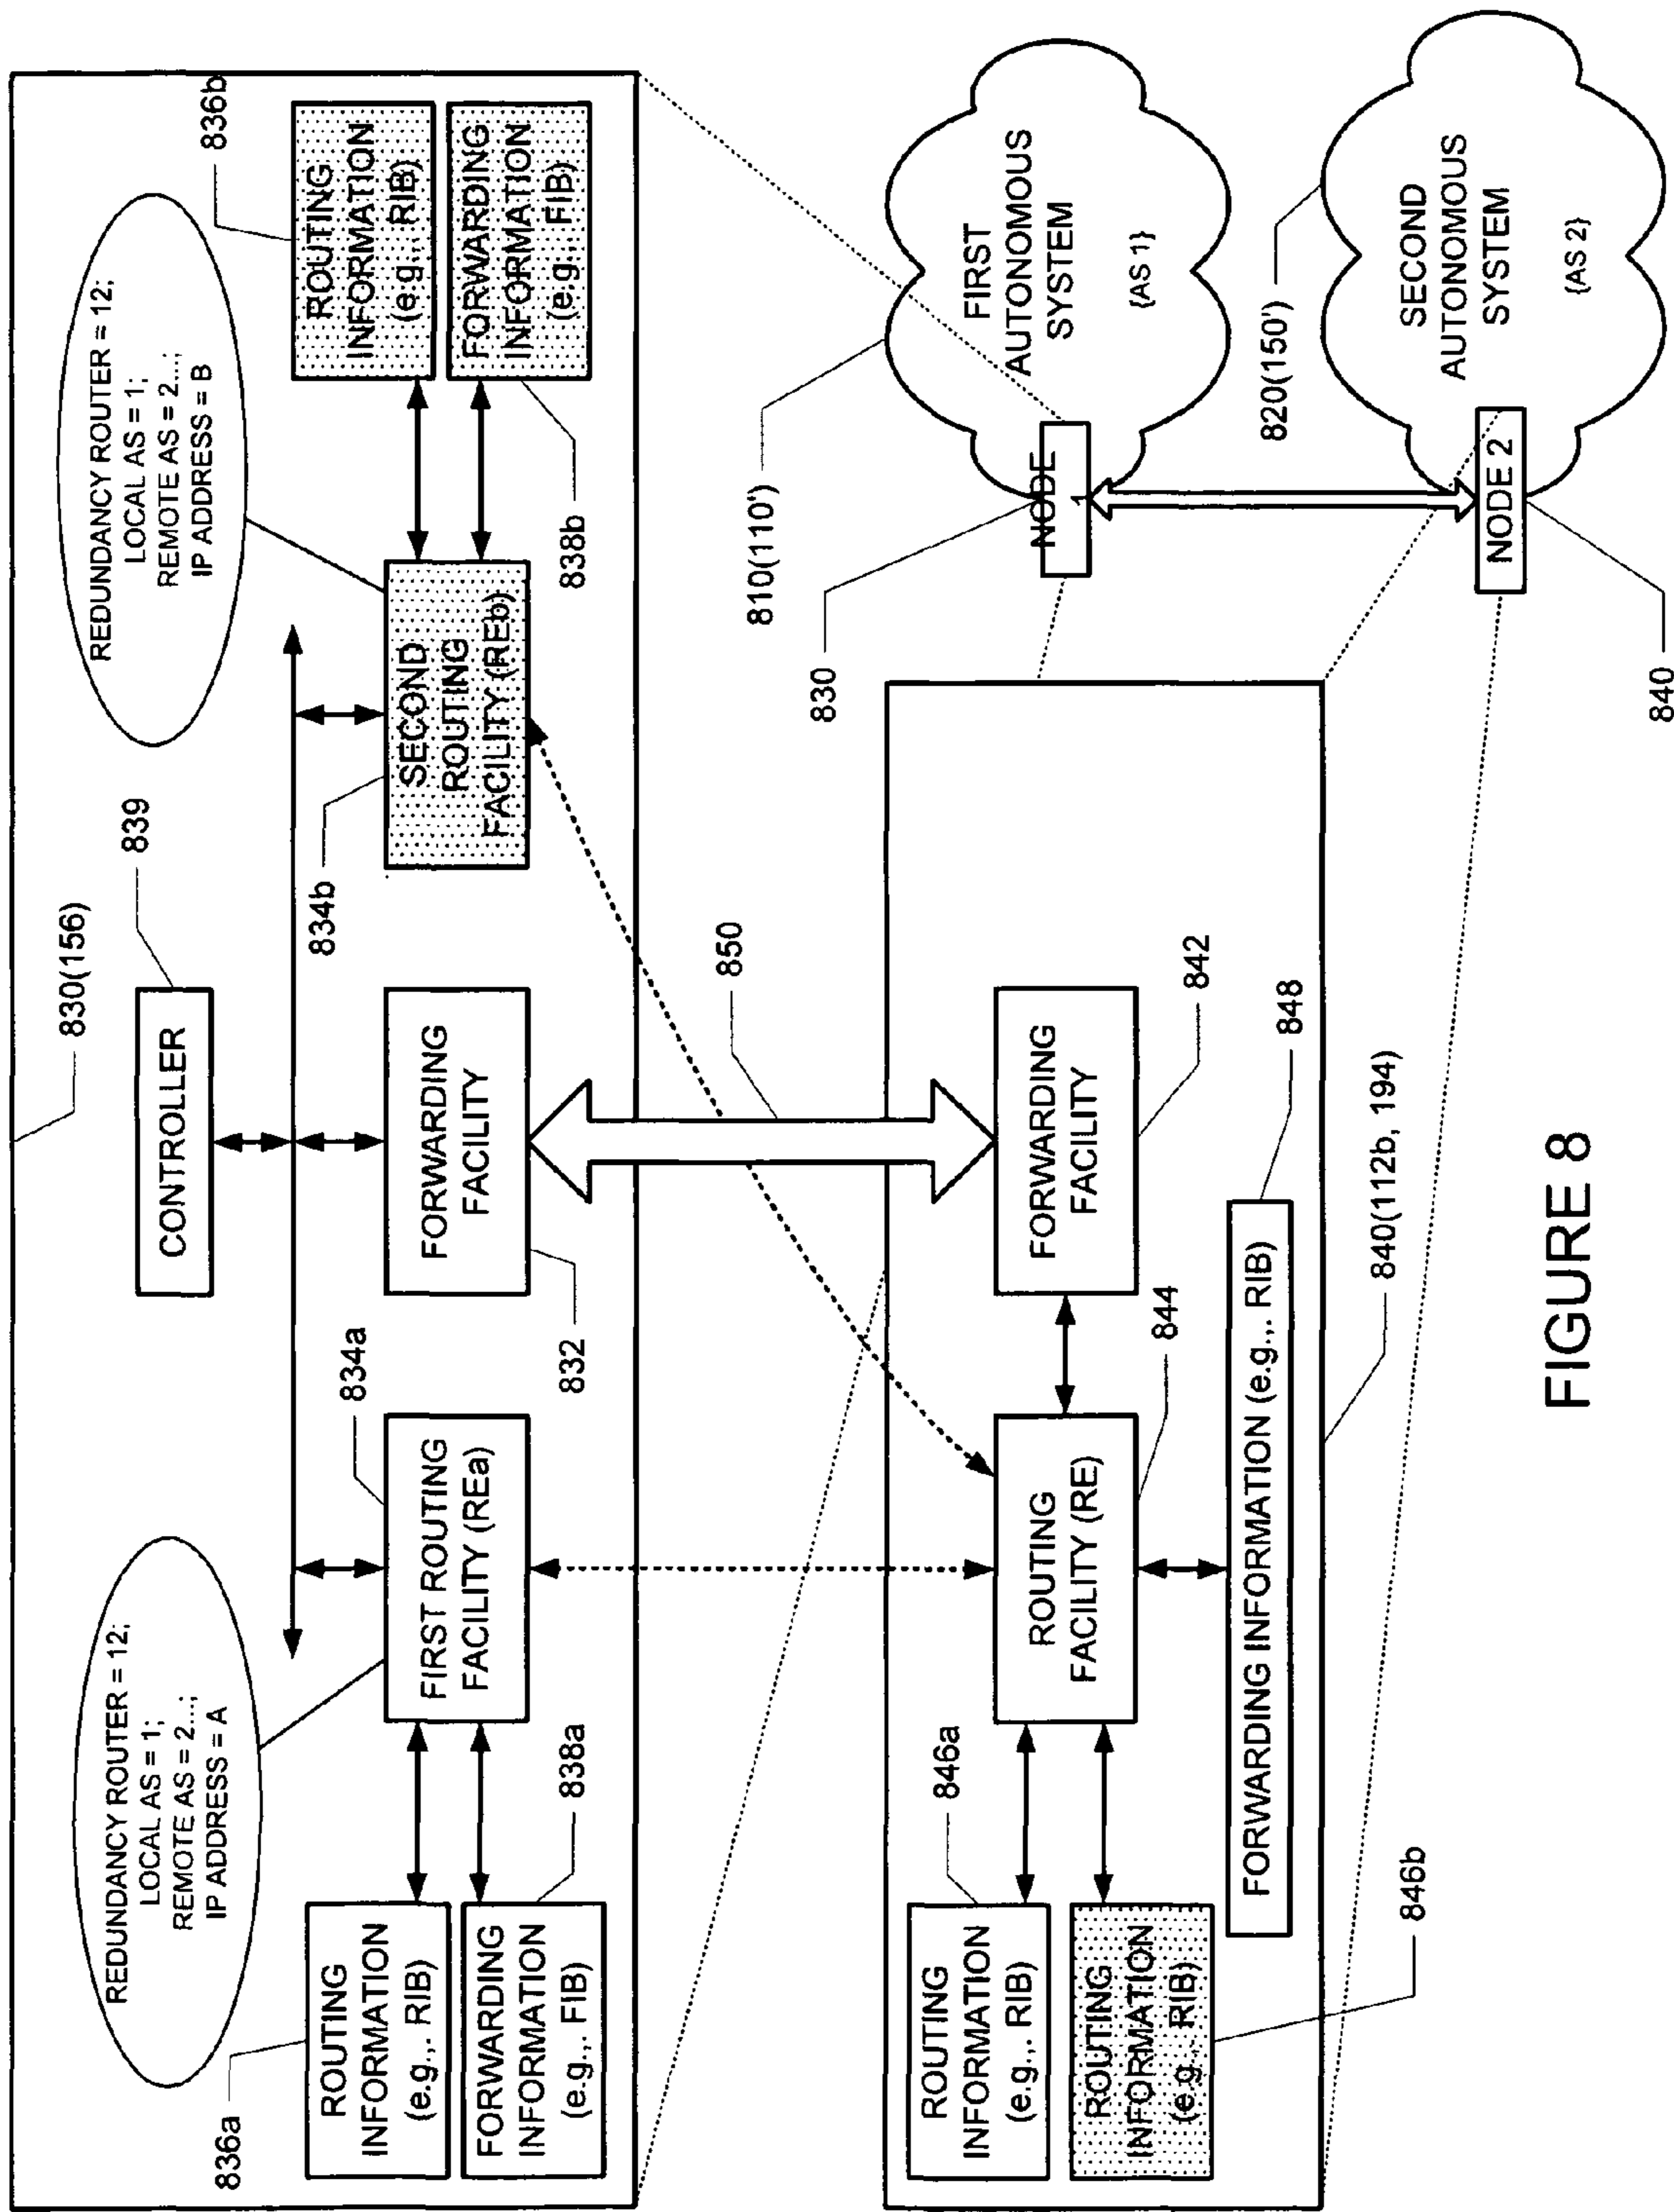 830(156)
CONTROLLER
839
REDUNDANCY ROUTER = 12;
LOCAL AS = 1;
REMOTE AS = 2...;
IP ADDRESS = A
REDUNDANCY ROUTER = 12;
LOCAL AS = 1;
REMOTE AS = 2...;
IP ADDRESS = B
836a
ROUTING
INFORMATION
(e.g.,. RIB)
FORWARDING
INFORMATION
(e.g.,. FIB)
838a
834a
FIRST ROUTING
FACILITY (REa)
832
FORWARDING
FACILITY
834b
SECOND
ROUTING
FACILITY (REb)
838b
836b
ROUTING
INFORMATION
(e.g.,. RIB)
FORWARDING
INFORMATION
(e.g.,. FIB)
850
846a
ROUTING
INFORMATION
(e.g.,. RIB)
ROUTING
INFORMATION
(e.g.,. RIB)
846b
ROUTING
FACILITY (RE)
844
FORWARDING
FACILITY
842
FORWARDING INFORMATION (e.g.,. RIB)
848
840(112b, 194)
810(110')
830
NODE
1
FIRST
AUTONOMOUS
SYSTEM
{AS 1}
820(150')
840
NODE 2
SECOND
AUTONOMOUS
SYSTEM
{AS 2}
FIGURE 8